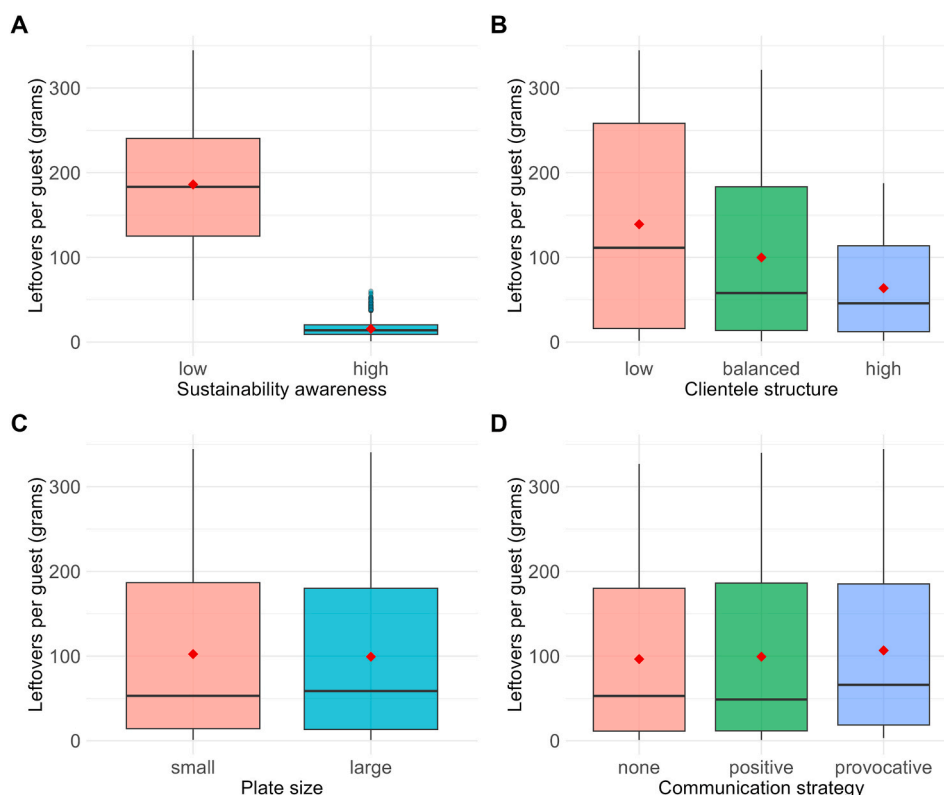 A
Leftovers per guest (grams)
300
200
100
0
low high
Sustainability awareness
B
Leftovers per guest (grams)
300
200
100
0
low balanced high
Clientele structure
C
Leftovers per guest (grams)
300
200
100
0
small large
Plate size
D
Leftovers per guest (grams)
300
200
100
0
none positive provocative
Communication strategy